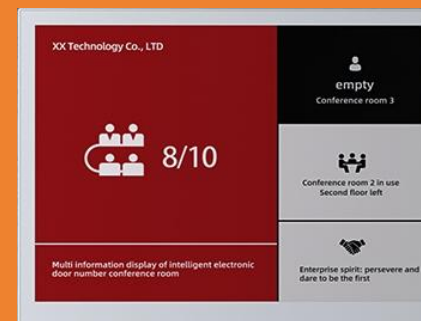 XX Technology Co., LTD
8/10
Multi information display of intelligent electronic
door number conference room
empty
Conference room 3
Conference room 2 in use
Second floor left
Enterprise spirit: persevere and
dare to be the first